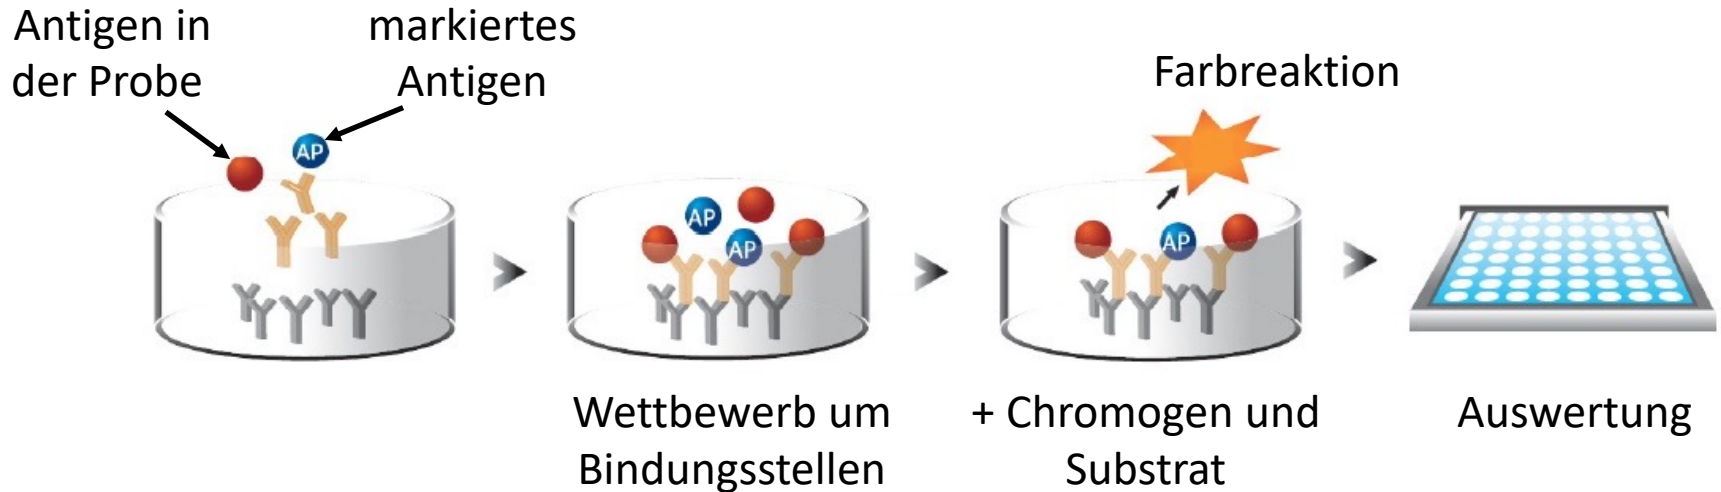 Antigen in
der Probe
markiertes
Antigen
Farbreaktion
AP
AP
AP
AP
Wettbewerb um
Bindungsstellen
+ Chromogen und
Substrat
Auswertung